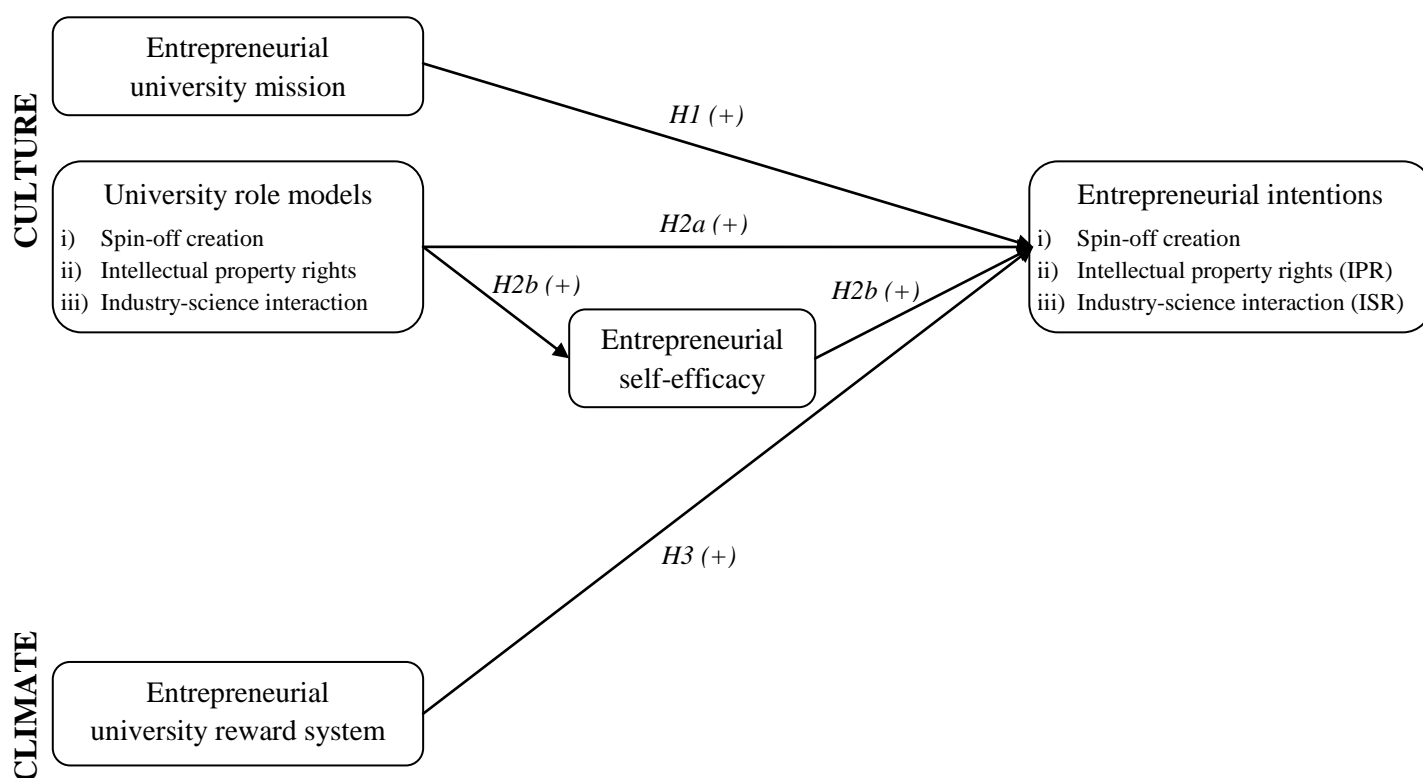 CULTURE
Entrepreneurial
university mission
H1 (+)
University role models
i) Spin-off creation
ii) Intellectual property rights
iii) Industry-science interaction
H2a (+)
H2b (+)
H2b (+)
Entrepreneurial
self-efficacy
Entrepreneurial intentions
i) Spin-off creation
ii) Intellectual property rights (IPR)
iii) Industry-science interaction (ISR)
H3 (+)
CLIMATE
Entrepreneurial
university reward system